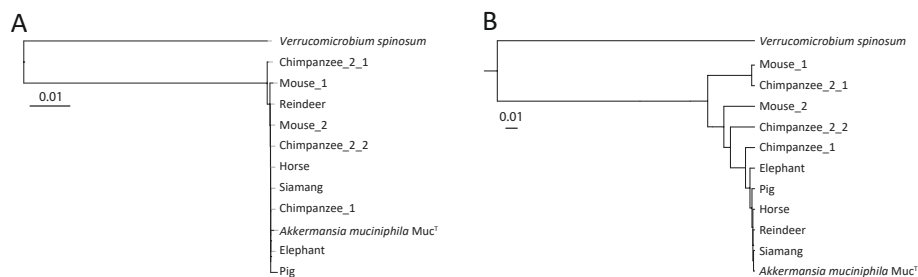 A
Verrucomicrobium spinosum
Chimpanzee_2_1
Mouse_1
Reindeer
Mouse_2
Chimpanzee_2_2
Horse
Siamang
Chimpanzee_1
Akkermansia muciniphila Mucᵀ
Elephant
Pig
0.01
B
Verrucomicrobium spinosum
Mouse_1
Chimpanzee_2_1
Mouse_2
Chimpanzee_2_2
Chimpanzee_1
Elephant
Pig
Horse
Reindeer
Siamang
Akkermansia muciniphila Mucᵀ
0.01